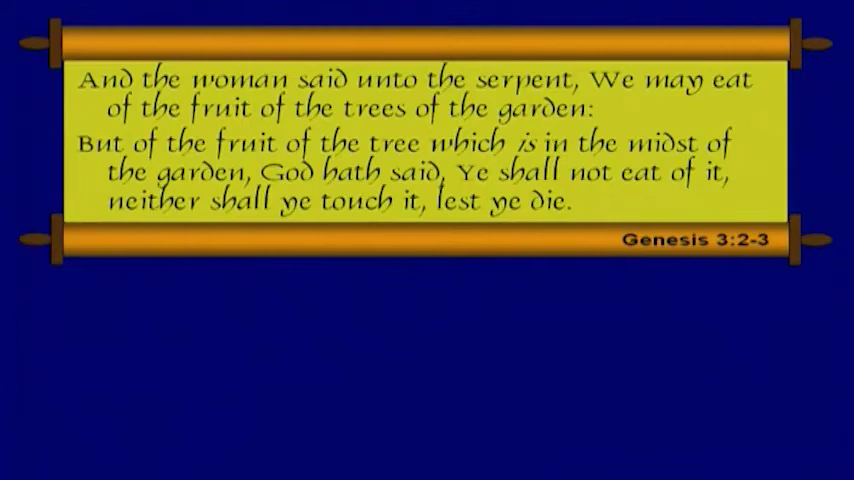 And the woman said unto the serpent, We may eat
of the fruit of the trees of the garden:
But of the fruit of the tree which is in the midst of
the garden, God hath said, Ye shall not eat of it,
neither shall ye touch it, lest ye die.
Genesis 3:2-3